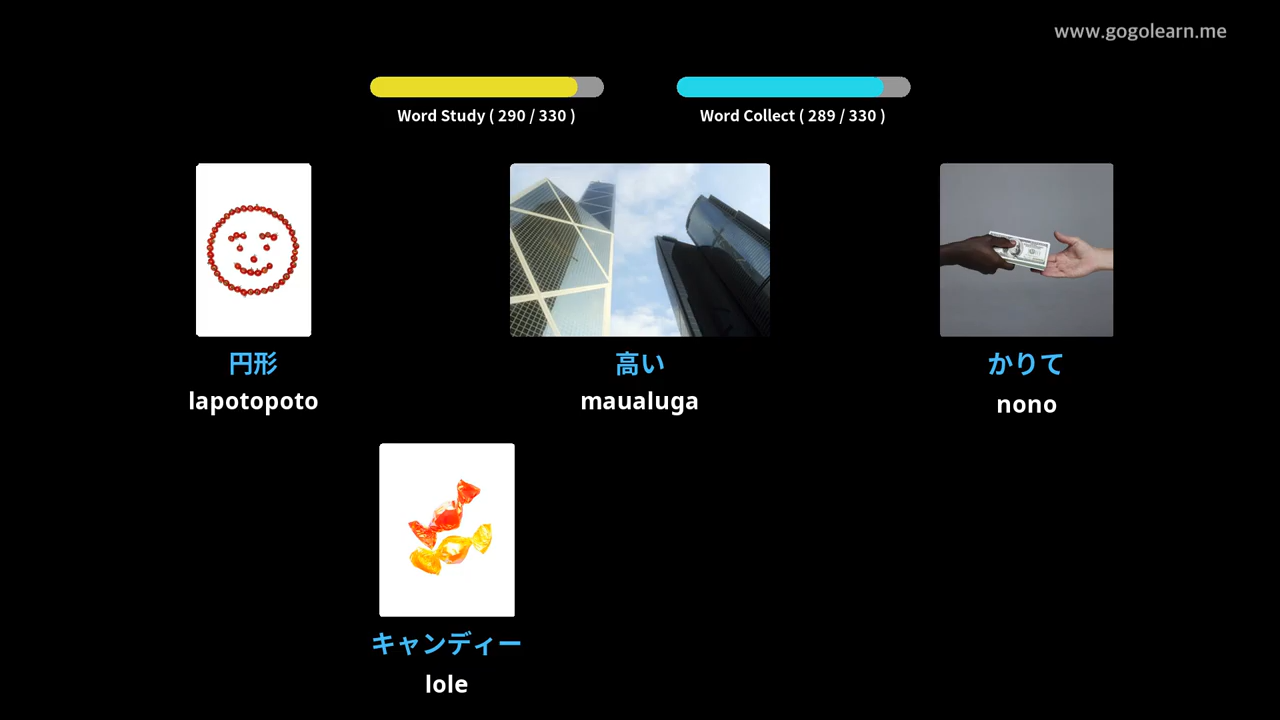 www.gogolearn.me
Word Study ( 290 / 330 )
Word Collect ( 289 / 330 )
円形
lapotopoto
高い
maualuga
かりて
nono
キャンディー
lole